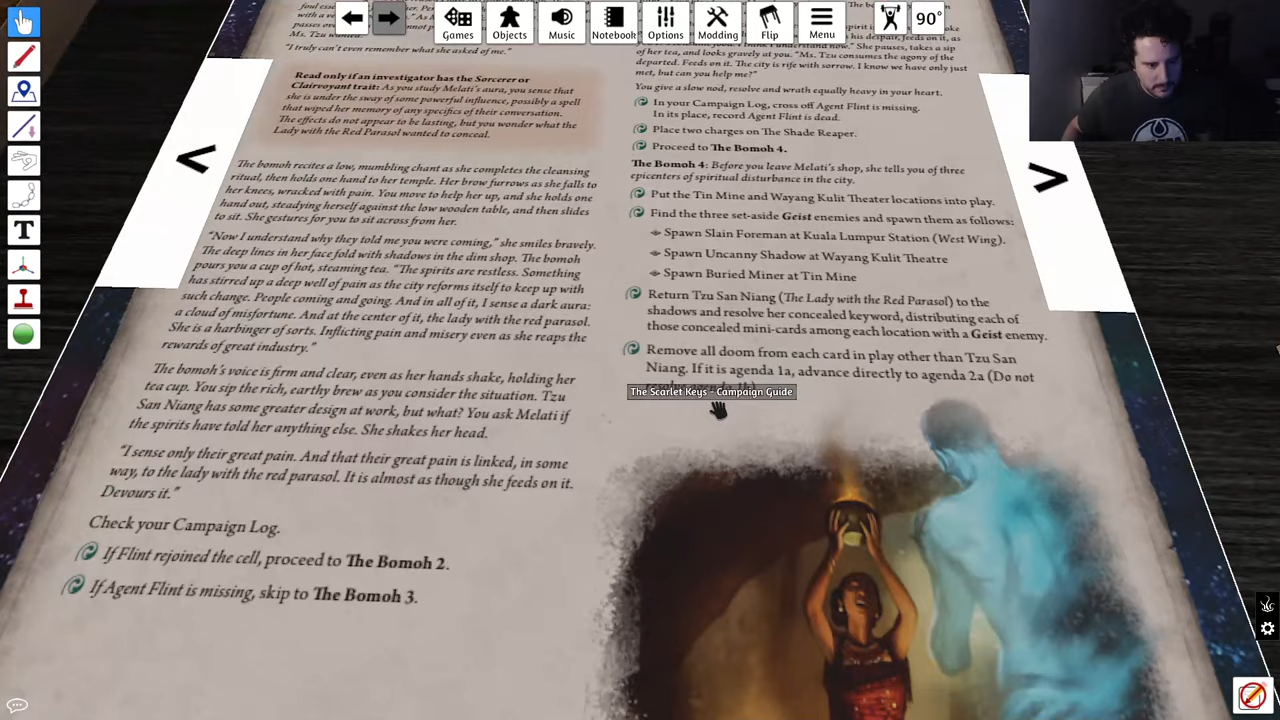 Games
Objects
Music
Notebook
Options
Modding
Flip
Menu
90°
T
<
>
Ms. Tzu
"I truly can't even remember what she asked of me."
Read only if an investigator has the Sorcerer or
Clairvoyant trait: As you study Melati's aura, you sense that
she is under the sway of some powerful influence, possibly a spell
that wiped her memory of any specifics of their conversation.
The effects do not appear to be lasting, but you wonder what the
Lady with the Red Parasol wanted to conceal.
The bomoh recites a low, mumbling chant as she completes the cleansing
ritual, then holds one hand to her temple. Her brow furrows as she falls to
her knees, wracked with pain. You move to help her up, and she holds one
hand out, steadying herself against the low wooden table, and then slides
to sit. She gestures for you to sit across from her.
"Now I understand why they told me you were coming," she smiles bravely.
The deep lines in her face fold with shadows in the dim shop. The bomoh
pours you a cup of hot, steaming tea. "The spirits are restless. Something
has stirred up a deep well of pain as the city reforms itself to keep up with
such change. People coming and going. And in all of it, I sense a dark aura:
a cloud of misfortune. And at the center of it, the lady with the red parasol.
She is a harbinger of sorts. Inflicting pain and misery even as she reaps the
rewards of great industry."
The bomoh's voice is firm and clear, even as her hands shake, holding her
tea cup. You sip the rich, earthy brew as you consider the situation. Tzu
San Niang has some greater design at work, but what? You ask Melati if
the spirits have told her anything else. She shakes her head.
"I sense only their great pain. And that their great pain is linked, in some
way, to the lady with the red parasol. It is almost as though she feeds on it.
Devours it."
Check your Campaign Log.
If Flint rejoined the cell, proceed to The Bomoh 2.
If Agent Flint is missing, skip to The Bomoh 3.
his despair, feeds on it, as
understand now." She pauses, takes a sip
of her tea, and looks gravely at you. "Ms. Tzu consumes the agony of the
departed. Feeds on it. The city is rife with sorrow. I know we have only just
met, but can you help me?"
You give a slow nod, resolve and wrath equally heavy in your heart.
In your Campaign Log, cross off Agent Flint is missing.
In its place, record Agent Flint is dead.
Place two charges on The Shade Reaper.
Proceed to The Bomoh 4.
The Bomoh 4: Before you leave Melati's shop, she tells you of three
epicenters of spiritual disturbance in the city.
Put the Tin Mine and Wayang Kulit Theater locations into play.
Find the three set-aside Geist enemies and spawn them as follows:
Spawn Slain Foreman at Kuala Lumpur Station (West Wing).
Spawn Uncanny Shadow at Wayang Kulit Theatre
Spawn Buried Miner at Tin Mine
Return Tzu San Niang (The Lady with the Red Parasol) to the
shadows and resolve her concealed keyword, distributing each of
those concealed mini-cards among each location with a Geist enemy.
Remove all doom from each card in play other than Tzu San
Niang. If it is agenda 1a, advance directly to agenda 2a (Do not
The Scarlet Keys - Campaign Guide